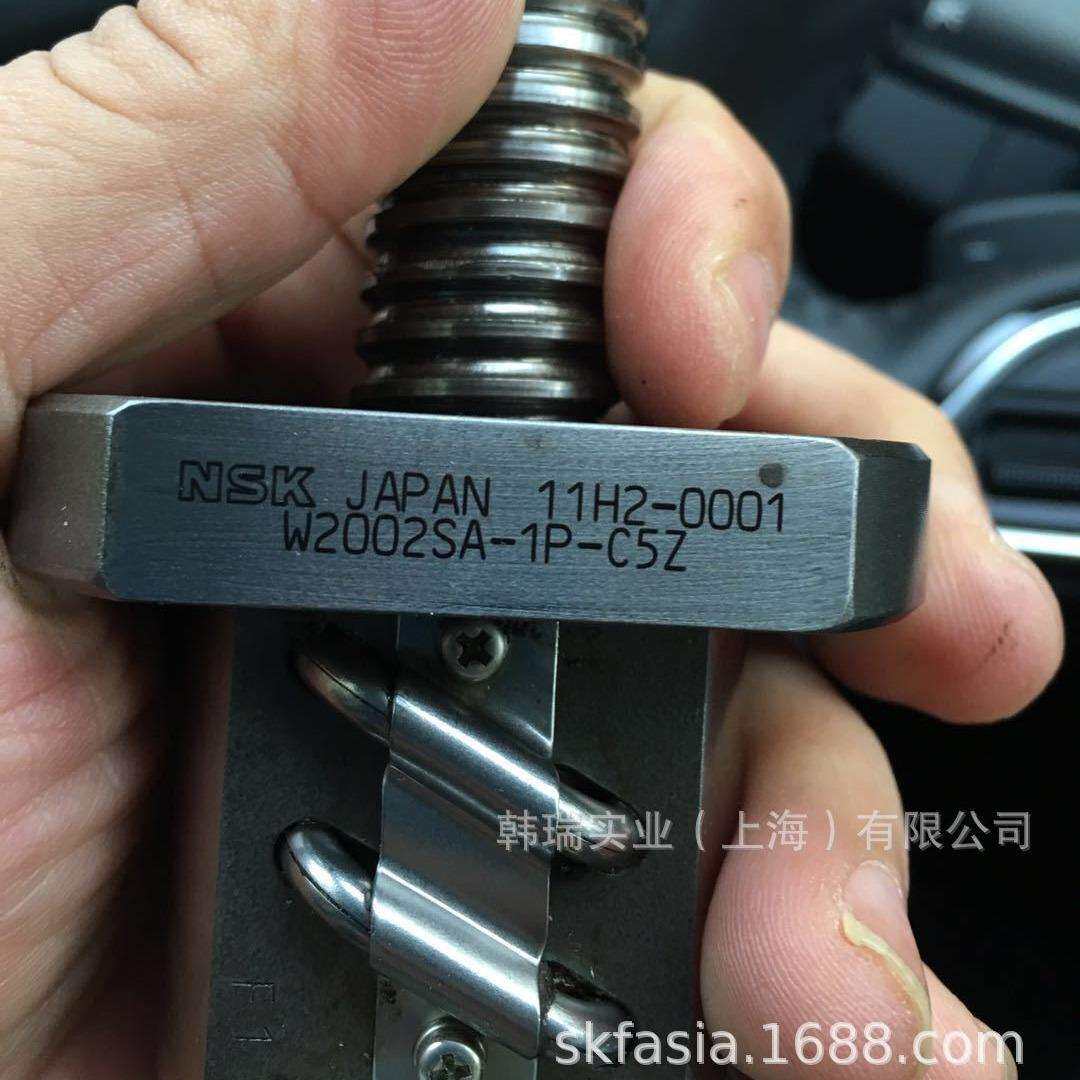 NSK JAPAN 11H2-0001
W2002SA-1P-C5Z
韩瑞实业（上海）有限公司
F1
skfasia.1688.com